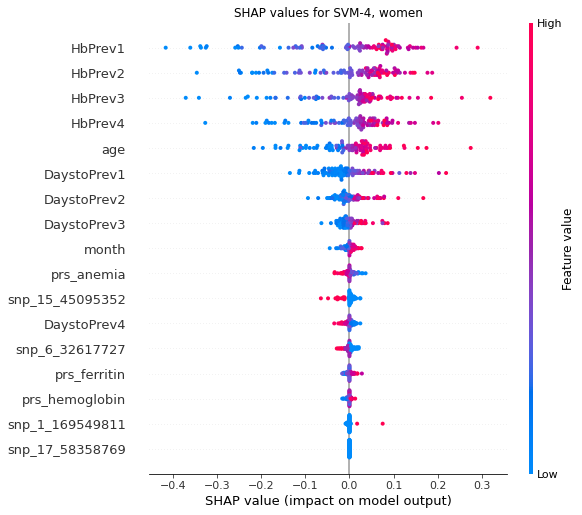 SHAP values for SVM-4, women
High
HbPrev1
HbPrev2
HbPrev3
HbPrev4
age
DaystoPrev1
DaystoPrev2
DaystoPrev3
month
prs_anemia
snp_15_45095352
DaystoPrev4
snp_6_32617727
prs_ferritin
prs_hemoglobin
snp_1_169549811
snp_17_58358769
Feature value
Low
−0.4 −0.3 −0.2 −0.1 0.0 0.1 0.2 0.3
SHAP value (impact on model output)